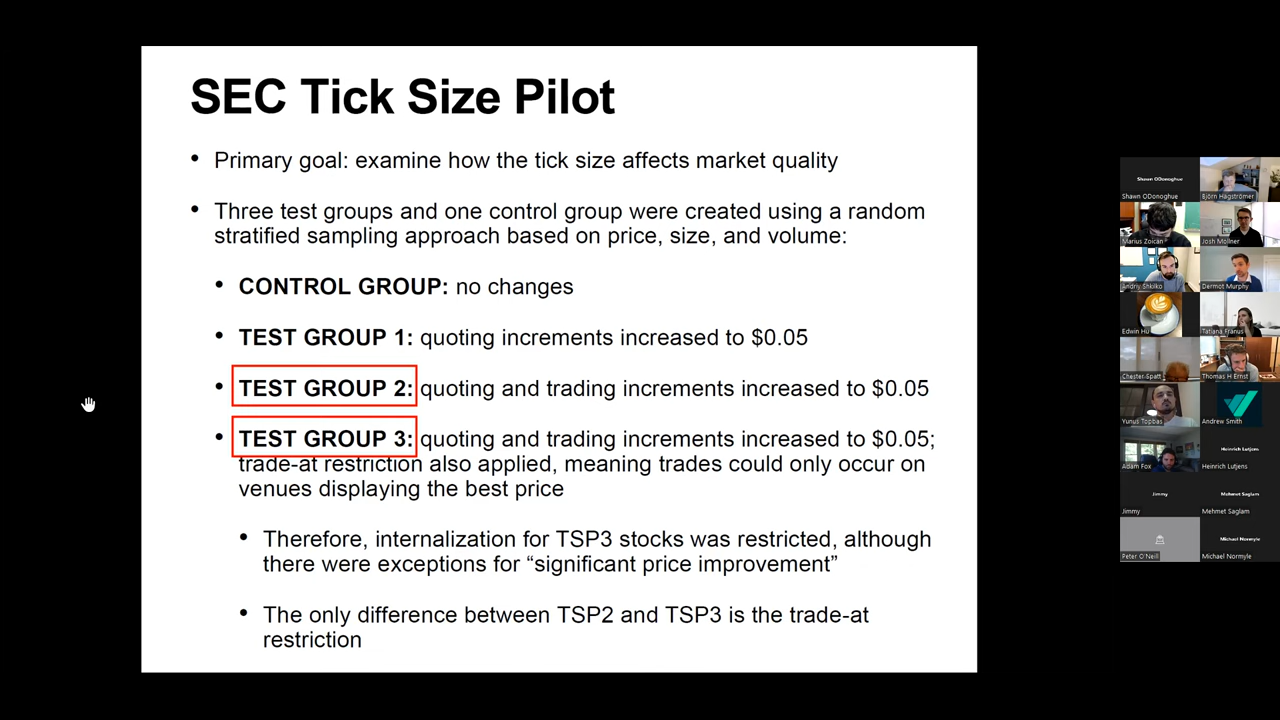 SEC Tick Size Pilot
• Primary goal: examine how the tick size affects market quality
• Three test groups and one control group were created using a random
stratified sampling approach based on price, size, and volume:
• CONTROL GROUP: no changes
• TEST GROUP 1: quoting increments increased to $0.05
• TEST GROUP 2: quoting and trading increments increased to $0.05
• TEST GROUP 3: quoting and trading increments increased to $0.05;
trade-at restriction also applied, meaning trades could only occur on
venues displaying the best price
• Therefore, internalization for TSP3 stocks was restricted, although
there were exceptions for “significant price improvement”
• The only difference between TSP2 and TSP3 is the trade-at
restriction
Shawn ODonoghue
Shawn ODonoghue
Björn Hagströmer
Marius Zoican
Josh Mollner
Andriy Shkilko
Dermot Murphy
Edwin Hu
Tatiana Franus
Chester Spatt
Thomas H Ernst
Yunus Topbas
Andrew Smith
Adam Fox
Heinrich Lutjens
Heinrich Lutjens
Jimmy
Jimmy
Mehmet Saglam
Mehmet Saglam
Peter O'Neill
Michael Normyle
Michael Normyle